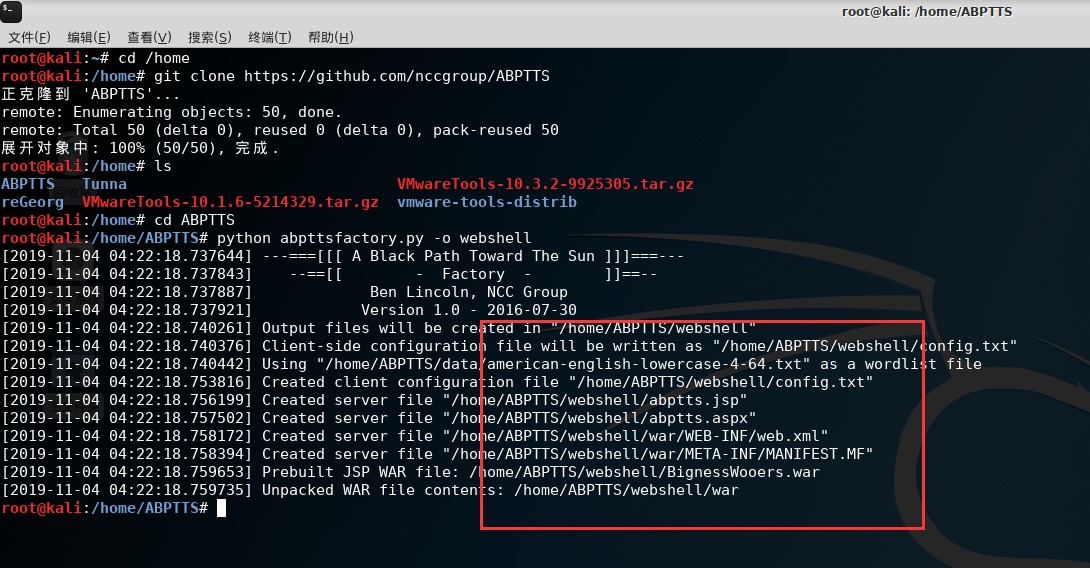 root@kali: /home/ABPTTS
文件(F) 编辑(E) 查看(V) 搜索(S) 终端(T) 帮助(H)
root@kali:~# cd /home
root@kali:/home# git clone https://github.com/nccgroup/ABPTTS
正克隆到 'ABPTTS'...
remote: Enumerating objects: 50, done.
remote: Total 50 (delta 0), reused 0 (delta 0), pack-reused 50
展开对象中: 100% (50/50), 完成.
root@kali:/home# ls
ABPTTS   Tunna                              VMwareTools-10.3.2-9925305.tar.gz
reGeorg  VMwareTools-10.1.6-5214329.tar.gz  vmware-tools-distrib
root@kali:/home# cd ABPTTS
root@kali:/home/ABPTTS# python abpttsfactory.py -o webshell
[2019-11-04 04:22:18.737644] ---===[[[ A Black Path Toward The Sun ]]]===---
[2019-11-04 04:22:18.737843]    --==[[        -  Factory  -        ]]==--
[2019-11-04 04:22:18.737887]             Ben Lincoln, NCC Group
[2019-11-04 04:22:18.737921]            Version 1.0 - 2016-07-30
[2019-11-04 04:22:18.740261] Output files will be created in "/home/ABPTTS/webshell"
[2019-11-04 04:22:18.740376] Client-side configuration file will be written as "/home/ABPTTS/webshell/config.txt"
[2019-11-04 04:22:18.740442] Using "/home/ABPTTS/data/american-english-lowercase-4-64.txt" as a wordlist file
[2019-11-04 04:22:18.753816] Created client configuration file "/home/ABPTTS/webshell/config.txt"
[2019-11-04 04:22:18.756199] Created server file "/home/ABPTTS/webshell/abptts.jsp"
[2019-11-04 04:22:18.757502] Created server file "/home/ABPTTS/webshell/abptts.aspx"
[2019-11-04 04:22:18.758172] Created server file "/home/ABPTTS/webshell/war/WEB-INF/web.xml"
[2019-11-04 04:22:18.758394] Created server file "/home/ABPTTS/webshell/war/META-INF/MANIFEST.MF"
[2019-11-04 04:22:18.759653] Prebuilt JSP WAR file: /home/ABPTTS/webshell/BignessWooers.war
[2019-11-04 04:22:18.759735] Unpacked WAR file contents: /home/ABPTTS/webshell/war
root@kali:/home/ABPTTS#